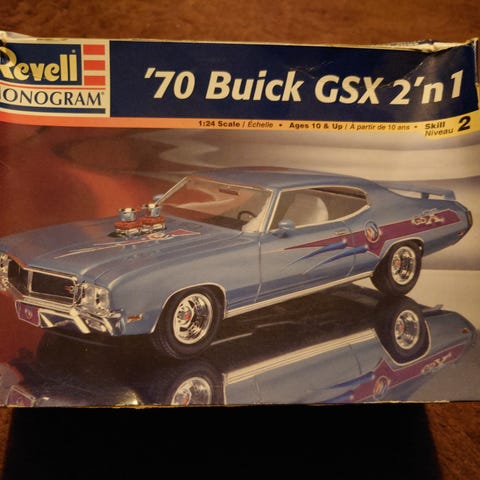 Revell
MONOGRAM®
'70 Buick GSX 2'n1
1:24 Scale / Échelle • Ages 10 & Up / À partir de 10 ans • Skill Niveau 2
GSX